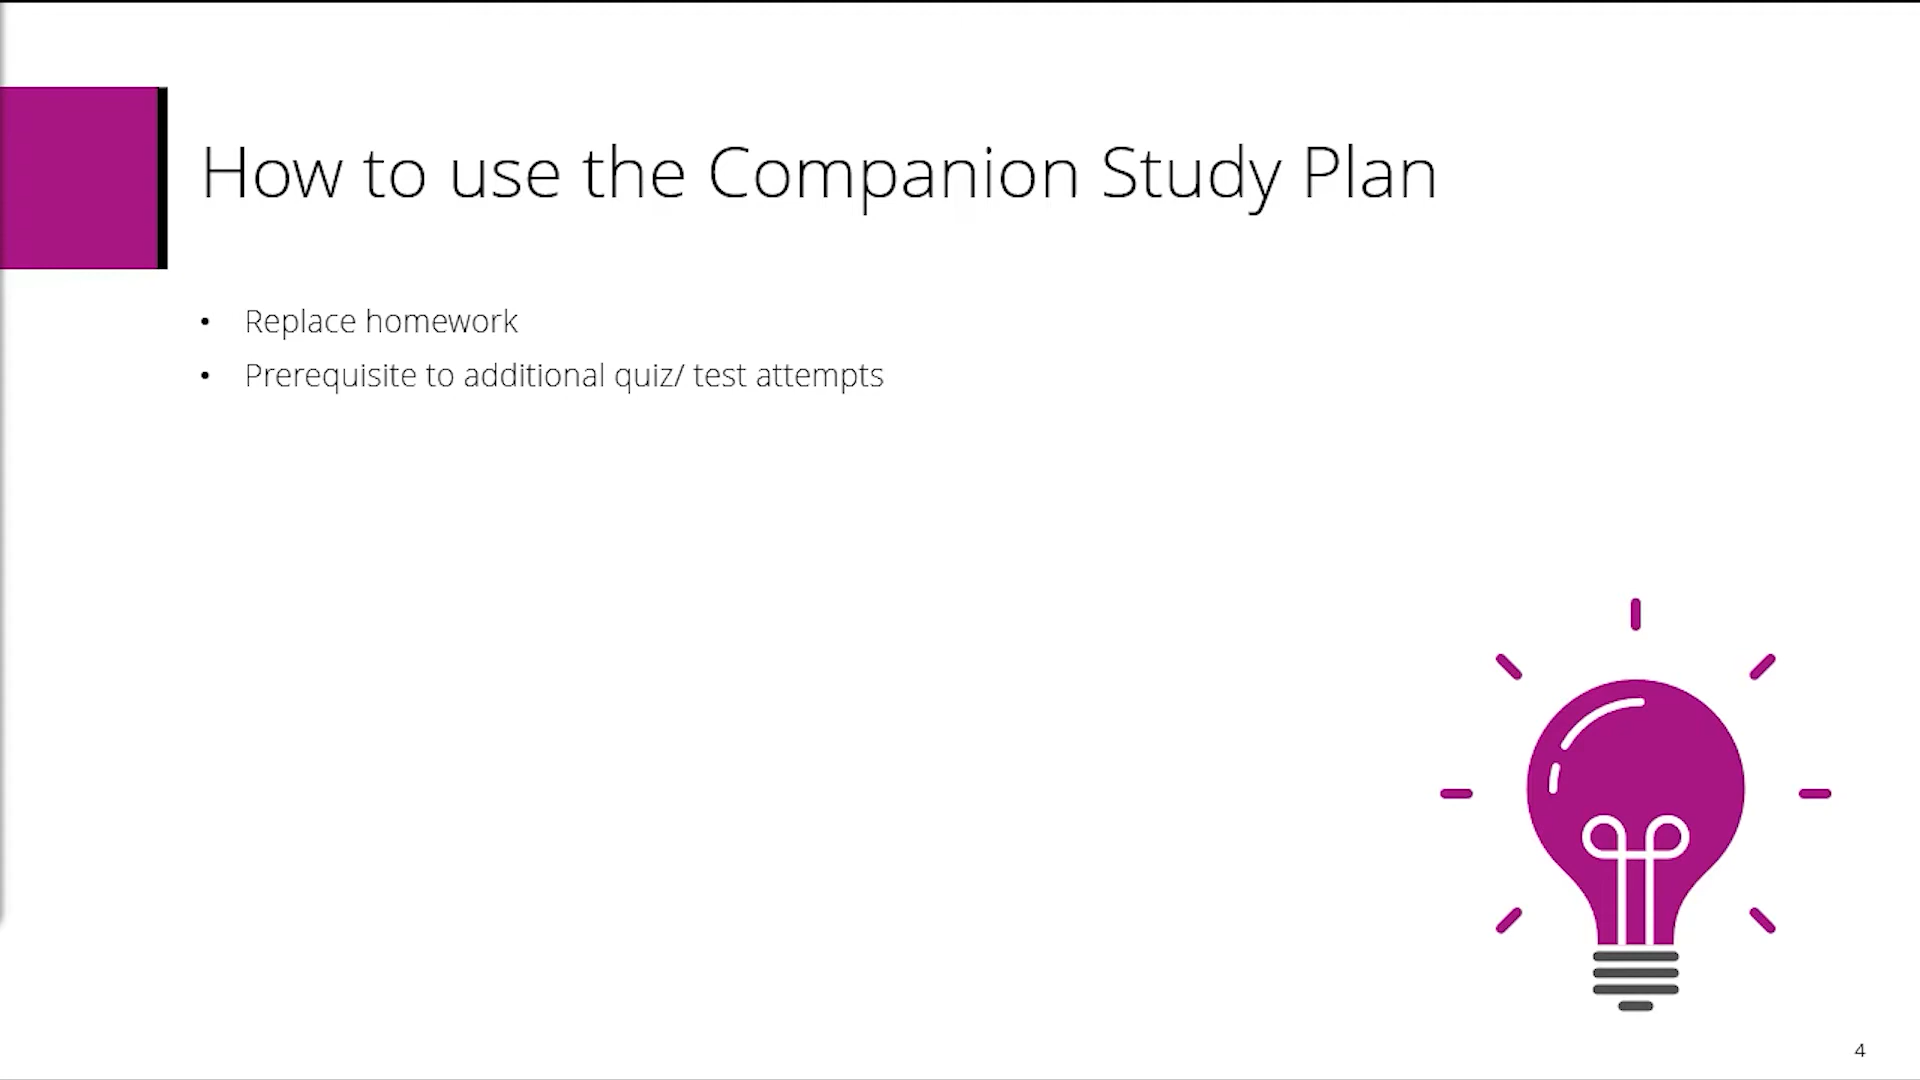 How to use the Companion Study Plan
• Replace homework
• Prerequisite to additional quiz/ test attempts
4